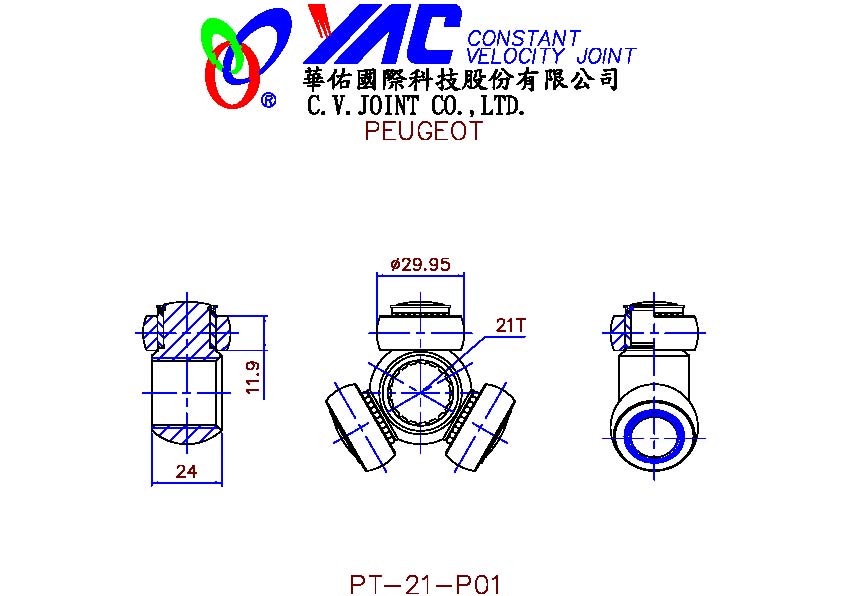 YAC CONSTANT
VELOCITY JOINT
®
華佑國際科技股份有限公司
C.V.JOINT CO.,LTD.
PEUGEOT
ø29.95
21T
11.9
24
PT-21-P01